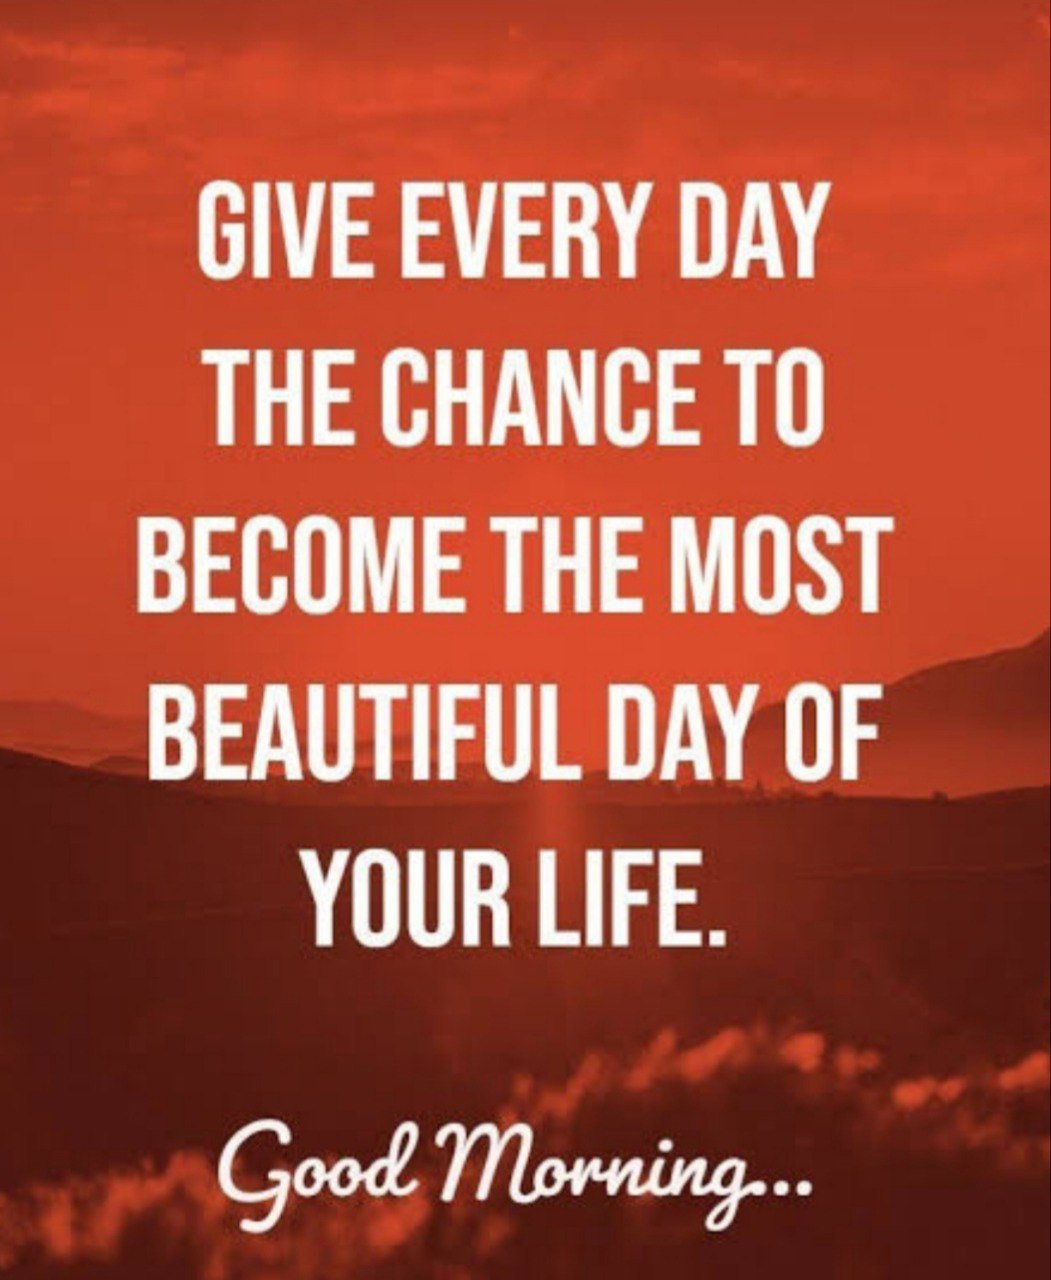 GIVE EVERY DAY
THE CHANCE TO
BECOME THE MOST
BEAUTIFUL DAY OF
YOUR LIFE.
Good Morning...